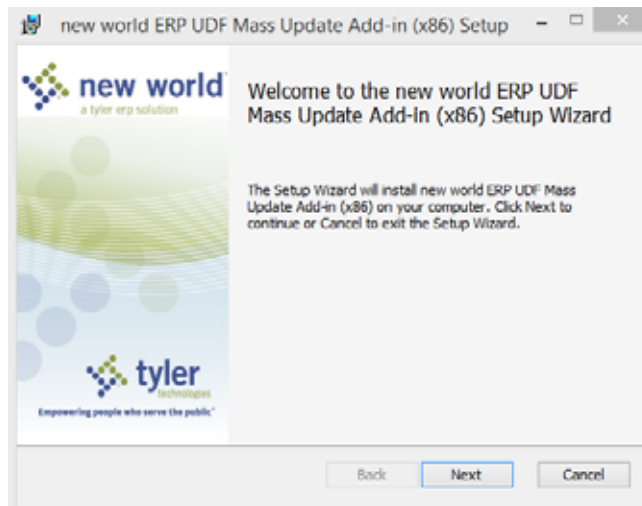 new world ERP UDF Mass Update Add-in (x86) Setup
new world
a tyler erp solution
Welcome to the new world ERP UDF
Mass Update Add-in (x86) Setup Wizard
The Setup Wizard will install new world ERP UDF Mass
Update Add-in (x86) on your computer. Click Next to
continue or Cancel to exit the Setup Wizard.
tyler
technologies
Empowering people who serve the public™
Back
Next
Cancel